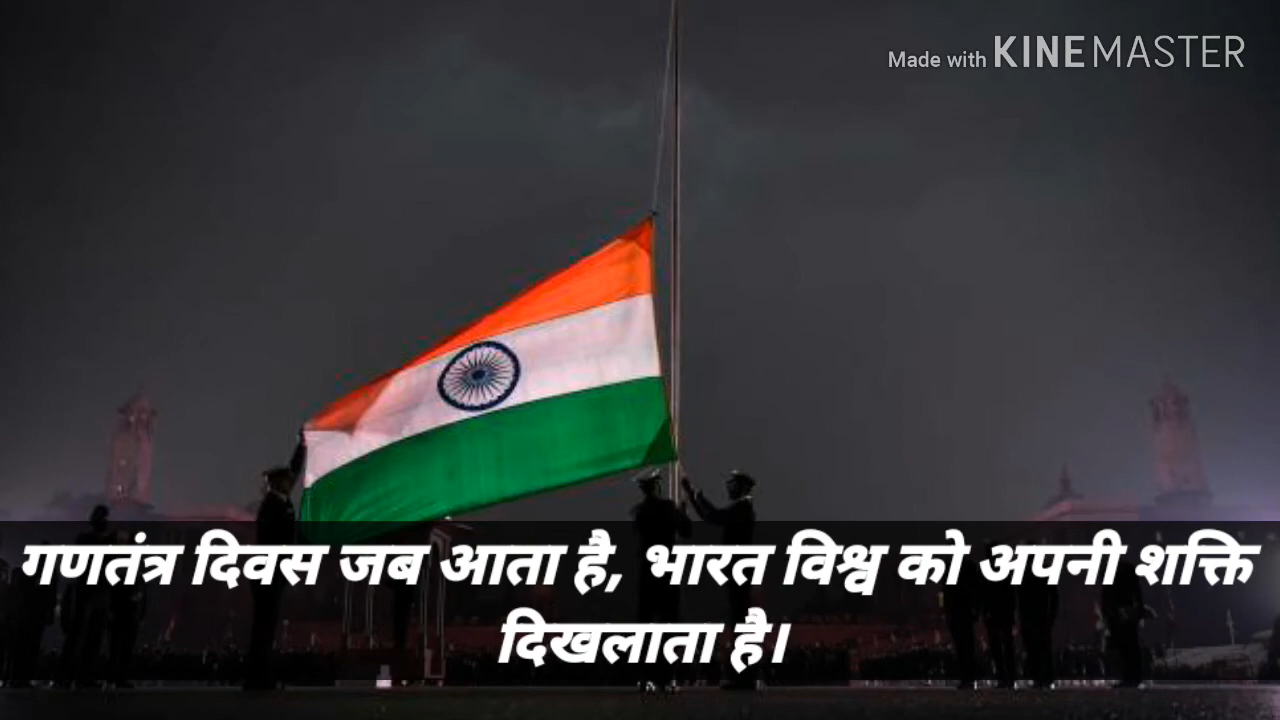 Made with KINEMASTER
गणतंत्र दिवस जब आता है, भारत विश्व को अपनी शक्ति
दिखलाता है।